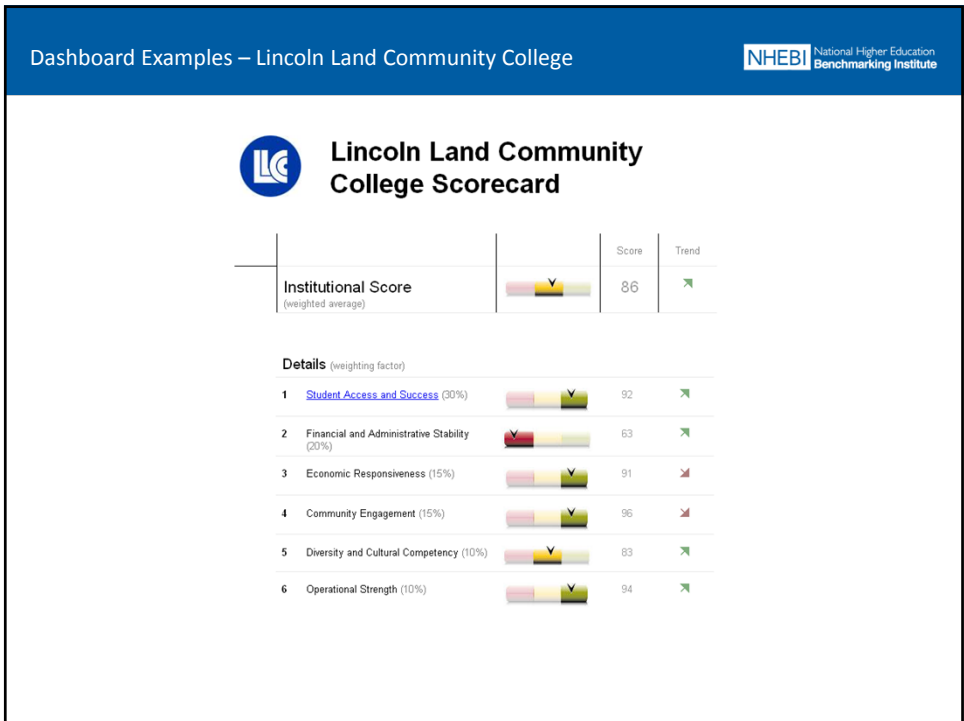 Dashboard Examples – Lincoln Land Community College
NHEBI National Higher Education
Benchmarking Institute
LLCC
Lincoln Land Community
College Scorecard
Score Trend
Institutional Score 86
(weighted average)
Details (weighting factor)
1 Student Access and Success (30%) 92
2 Financial and Administrative Stability 63
(20%)
3 Economic Responsiveness (15%) 91
4 Community Engagement (15%) 96
5 Diversity and Cultural Competency (10%) 83
6 Operational Strength (10%) 94